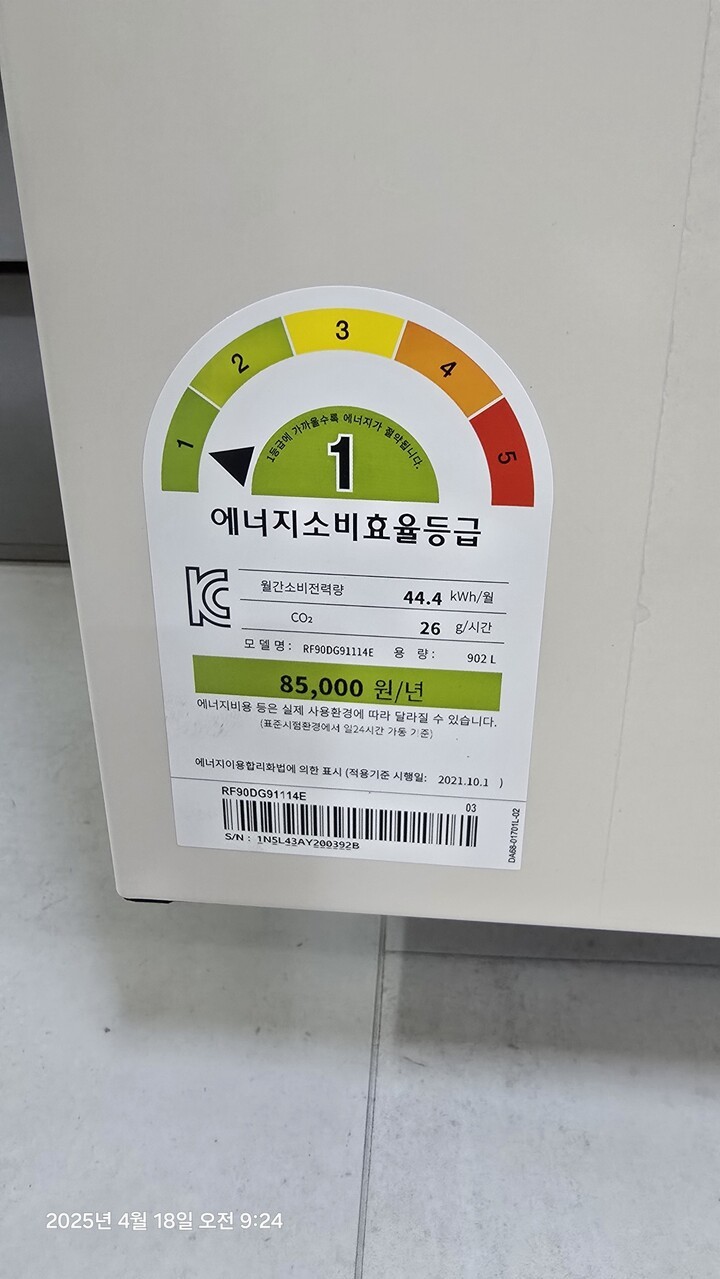 1
2
3
4
5
1등급에 가까울수록 에너지가 절약됩니다.
1
에너지소비효율등급
월간소비전력량 44.4 kWh/월
CO₂ 26 g/시간
모 델 명 : RF90DG91114E 용 량 : 902 L
85,000 원/년
에너지비용 등은 실제 사용환경에 따라 달라질 수 있습니다.
(표준시점환경에서 일24시간 가동 기준)
에너지이용합리화법에 의한 표시 (적용기준 시행일: 2021.10.1 )
RF90DG91114E 03
S/N : 1N5L43AY200392B
DA68-01701L-02
2025년 4월 18일 오전 9:24